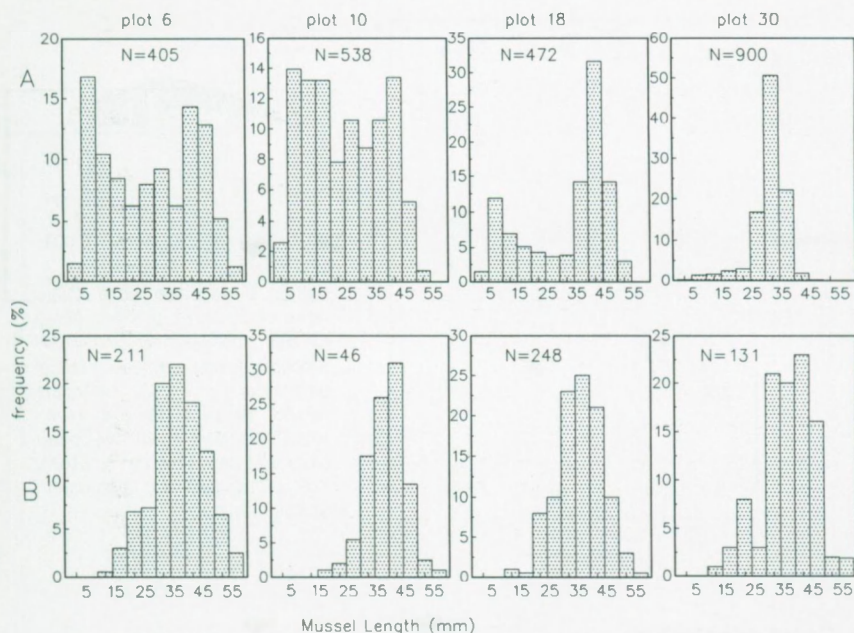 plot 6 plot 10 plot 18 plot 30
A
N=405 N=538 N=472 N=900
20 15 10 5 0
16 14 12 10 8 6 4 2 0
35 30 25 20 15 10 5 0
60 50 40 30 20 10 0
5 15 25 35 45 55 5 15 25 35 45 55 5 15 25 35 45 55 5 15 25 35 45 55
frequency (%)
B
N=211 N=46 N=248 N=131
25 20 15 10 5 0
35 30 25 20 15 10 5 0
30 25 20 15 10 5 0
25 20 15 10 5 0
5 15 25 35 45 55 5 15 25 35 45 55 5 15 25 35 45 55 5 15 25 35 45 55
Mussel Length (mm)